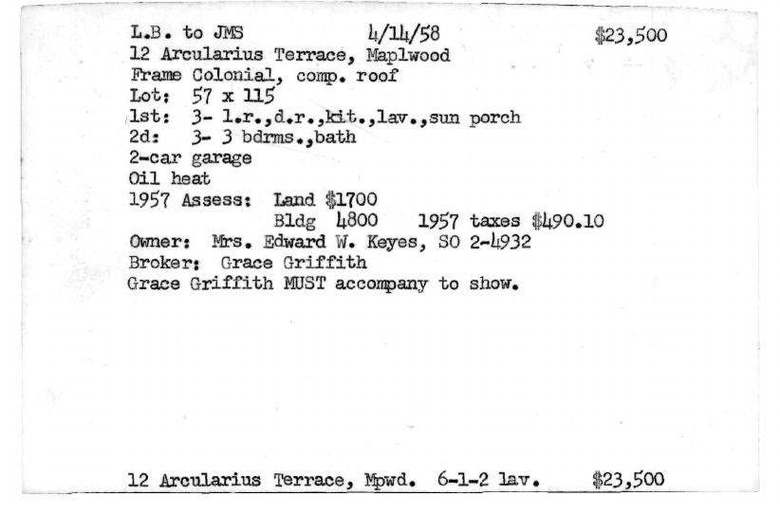 L.B. to JMS 4/14/58 $23,500
12 Arcularius Terrace, Maplwood
Frame Colonial, comp. roof
Lot: 57 x 115
1st: 3- l.r.,d.r.,kit.,lav.,sun porch
2d: 3- 3 bdrms.,bath
2-car garage
Oil heat
1957 Assess: Land $1700
Bldg 4800 1957 taxes $490.10
Owner: Mrs. Edward W. Keyes, SO 2-4932
Broker: Grace Griffith
Grace Griffith MUST accompany to show.
12 Arcularius Terrace, Mpwd. 6-1-2 lav. $23,500